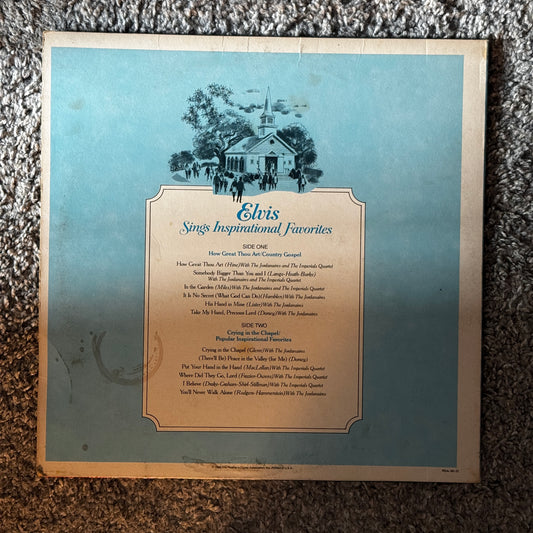 Elvis
Sings Inspirational Favorites
SIDE ONE
How Great Thou Art/Country Gospel
How Great Thou Art (Hine)With The Jordanaires and The Imperials Quartet
Somebody Bigger Than You and I (Lange-Heath-Burke)
With The Jordanaires and The Imperials Quartet
In the Garden (Miles)With The Jordanaires and The Imperials Quartet
It Is No Secret (What God Can Do)(Hamblen)With The Jordanaires
His Hand in Mine (Lister)With The Jordanaires
Take My Hand, Precious Lord (Dorsey)With The Jordanaires
SIDE TWO
Crying in the Chapel/
Popular Inspirational Favorites
Crying in the Chapel (Glenn)With The Jordanaires
(There'll Be) Peace in the Valley (for Me) (Dorsey)
Put Your Hand in the Hand (MacLellan)With The Imperials Quartet
Where Did They Go, Lord (Frazier-Owens)With The Imperials Quartet
I Believe (Drake-Graham-Shirl-Stillman)With The Jordanaires
You'll Never Walk Alone (Rodgers-Hammerstein)With The Jordanaires